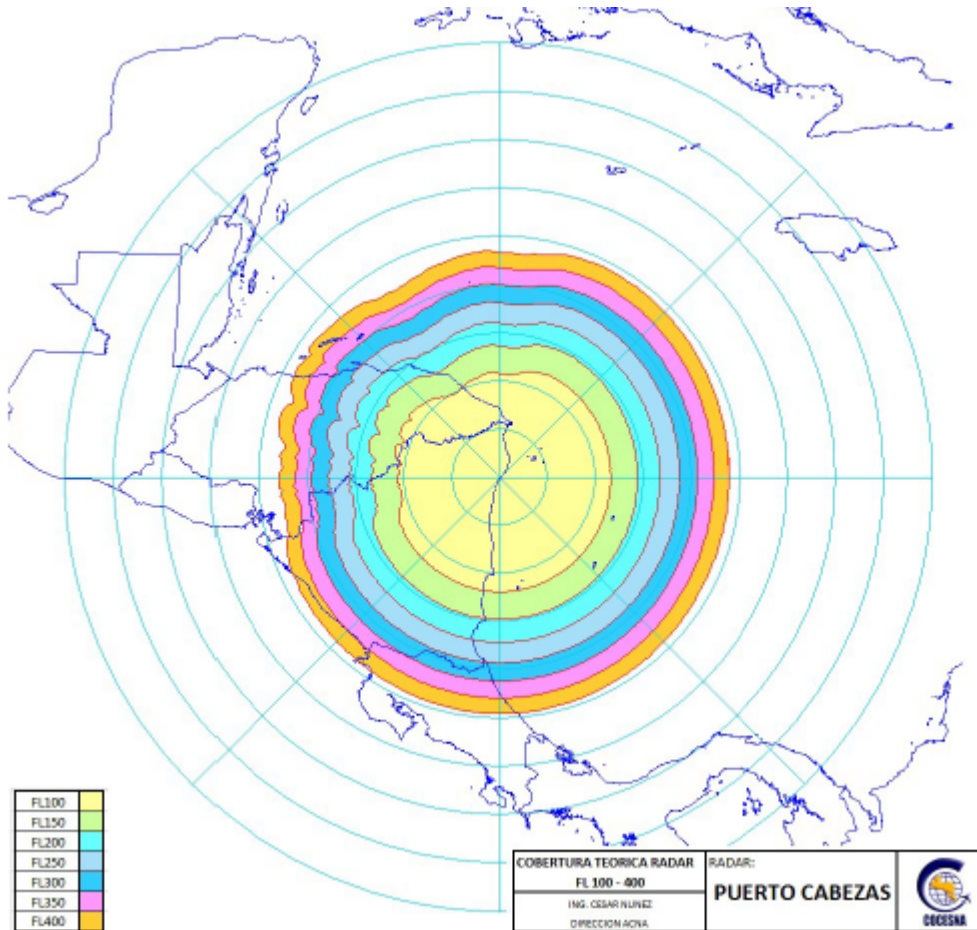 FL100
FL150
FL200
FL250
FL300
FL350
FL400
COBERTURA TEORICA RADAR
FL 100 - 400
ING. CESAR NUNEZ
DIRECCION ACNA
RADAR:
PUERTO CABEZAS
COCESNA